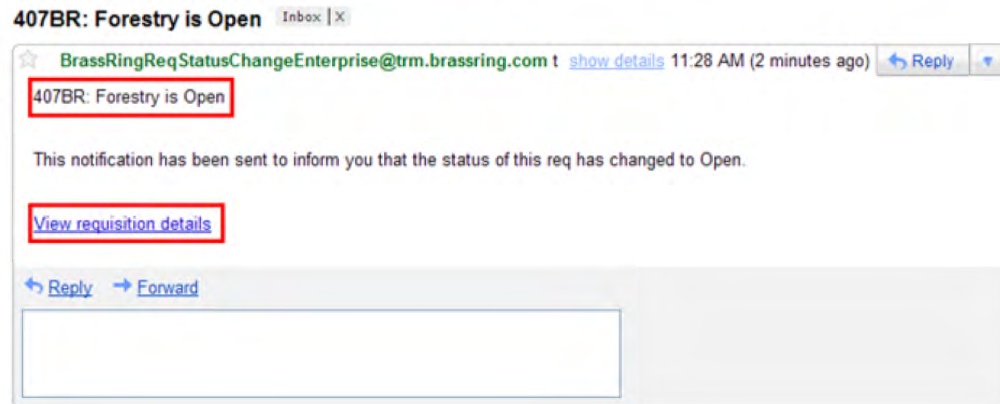 407BR: Forestry is Open Inbox | X
BrassRingReqStatusChangeEnterprise@trm.brassring.com t show details 11:28 AM (2 minutes ago) Reply
407BR: Forestry is Open
This notification has been sent to inform you that the status of this req has changed to Open.
View requisition details
Reply Forward